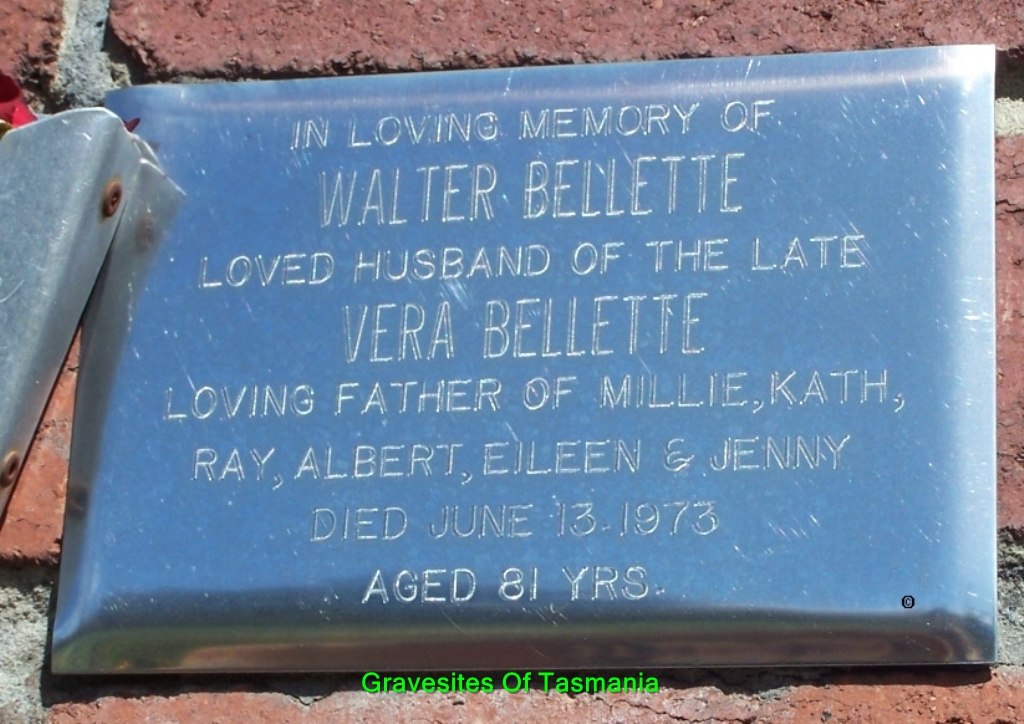 IN LOVING MEMORY OF
WALTER BELLETTE
LOVED HUSBAND OF THE LATE
VERA BELLETTE
LOVING FATHER OF MILLIE, KATH,
RAY, ALBERT, EILEEN & JENNY
DIED JUNE 13. 1973
AGED 81 YRS.
©
Gravesites Of Tasmania